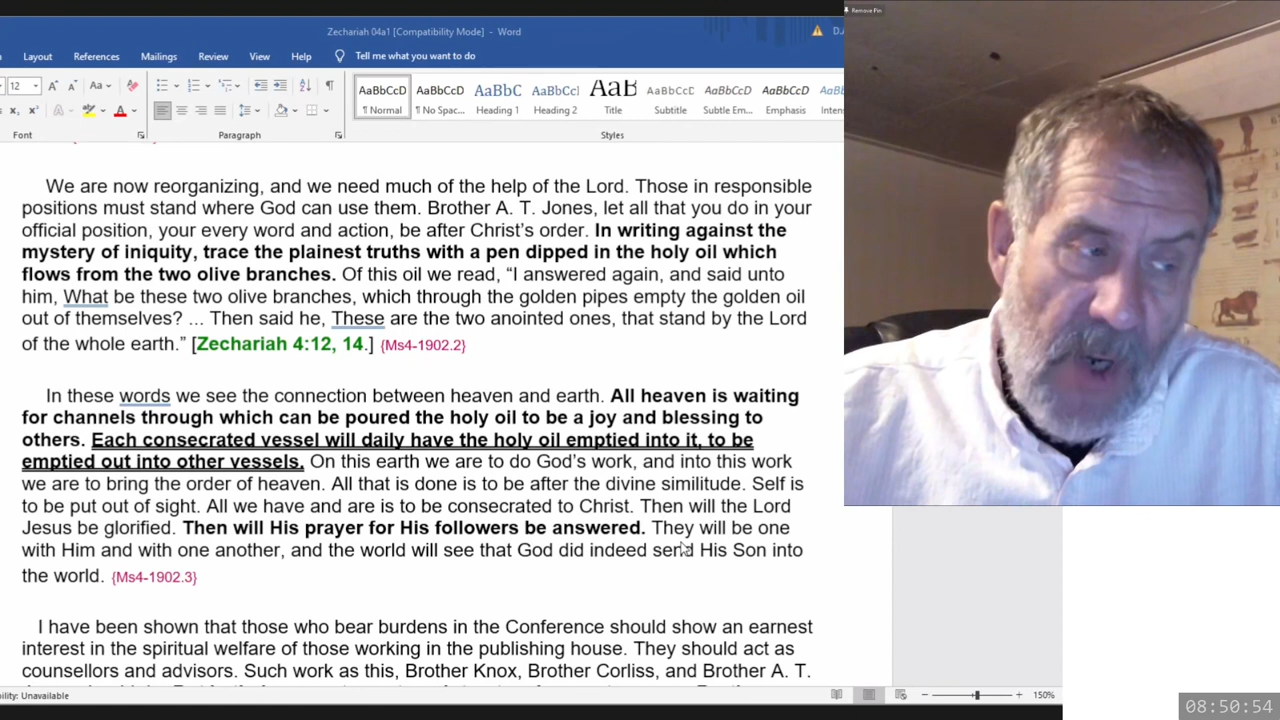 Remove Pin
Zechariah 04a1 [Compatibility Mode] - Word
Layout References Mailings Review View Help Tell me what you want to do
12 Aa
AaBbCcD AaBbCcD AaBbC AaBbCcI AaB AaBbCcD AaBbCcD AaBbCcD AaBb
¶ Normal ¶ No Spac... Heading 1 Heading 2 Title Subtitle Subtle Em... Emphasis Inten
Font Paragraph Styles
We are now reorganizing, and we need much of the help of the Lord. Those in responsible
positions must stand where God can use them. Brother A. T. Jones, let all that you do in your
official position, your every word and action, be after Christ’s order. In writing against the
mystery of iniquity, trace the plainest truths with a pen dipped in the holy oil which
flows from the two olive branches. Of this oil we read, “I answered again, and said unto
him, What be these two olive branches, which through the golden pipes empty the golden oil
out of themselves? ... Then said he, These are the two anointed ones, that stand by the Lord
of the whole earth.” [Zechariah 4:12, 14.] {Ms4-1902.2}
In these words we see the connection between heaven and earth. All heaven is waiting
for channels through which can be poured the holy oil to be a joy and blessing to
others. Each consecrated vessel will daily have the holy oil emptied into it, to be
emptied out into other vessels. On this earth we are to do God’s work, and into this work
we are to bring the order of heaven. All that is done is to be after the divine similitude. Self is
to be put out of sight. All we have and are is to be consecrated to Christ. Then will the Lord
Jesus be glorified. Then will His prayer for His followers be answered. They will be one
with Him and with one another, and the world will see that God did indeed send His Son into
the world. {Ms4-1902.3}
I have been shown that those who bear burdens in the Conference should show an earnest
interest in the spiritual welfare of those working in the publishing house. They should act as
counsellors and advisors. Such work as this, Brother Knox, Brother Corliss, and Brother A. T.
bility: Unavailable
150%
08:50:54